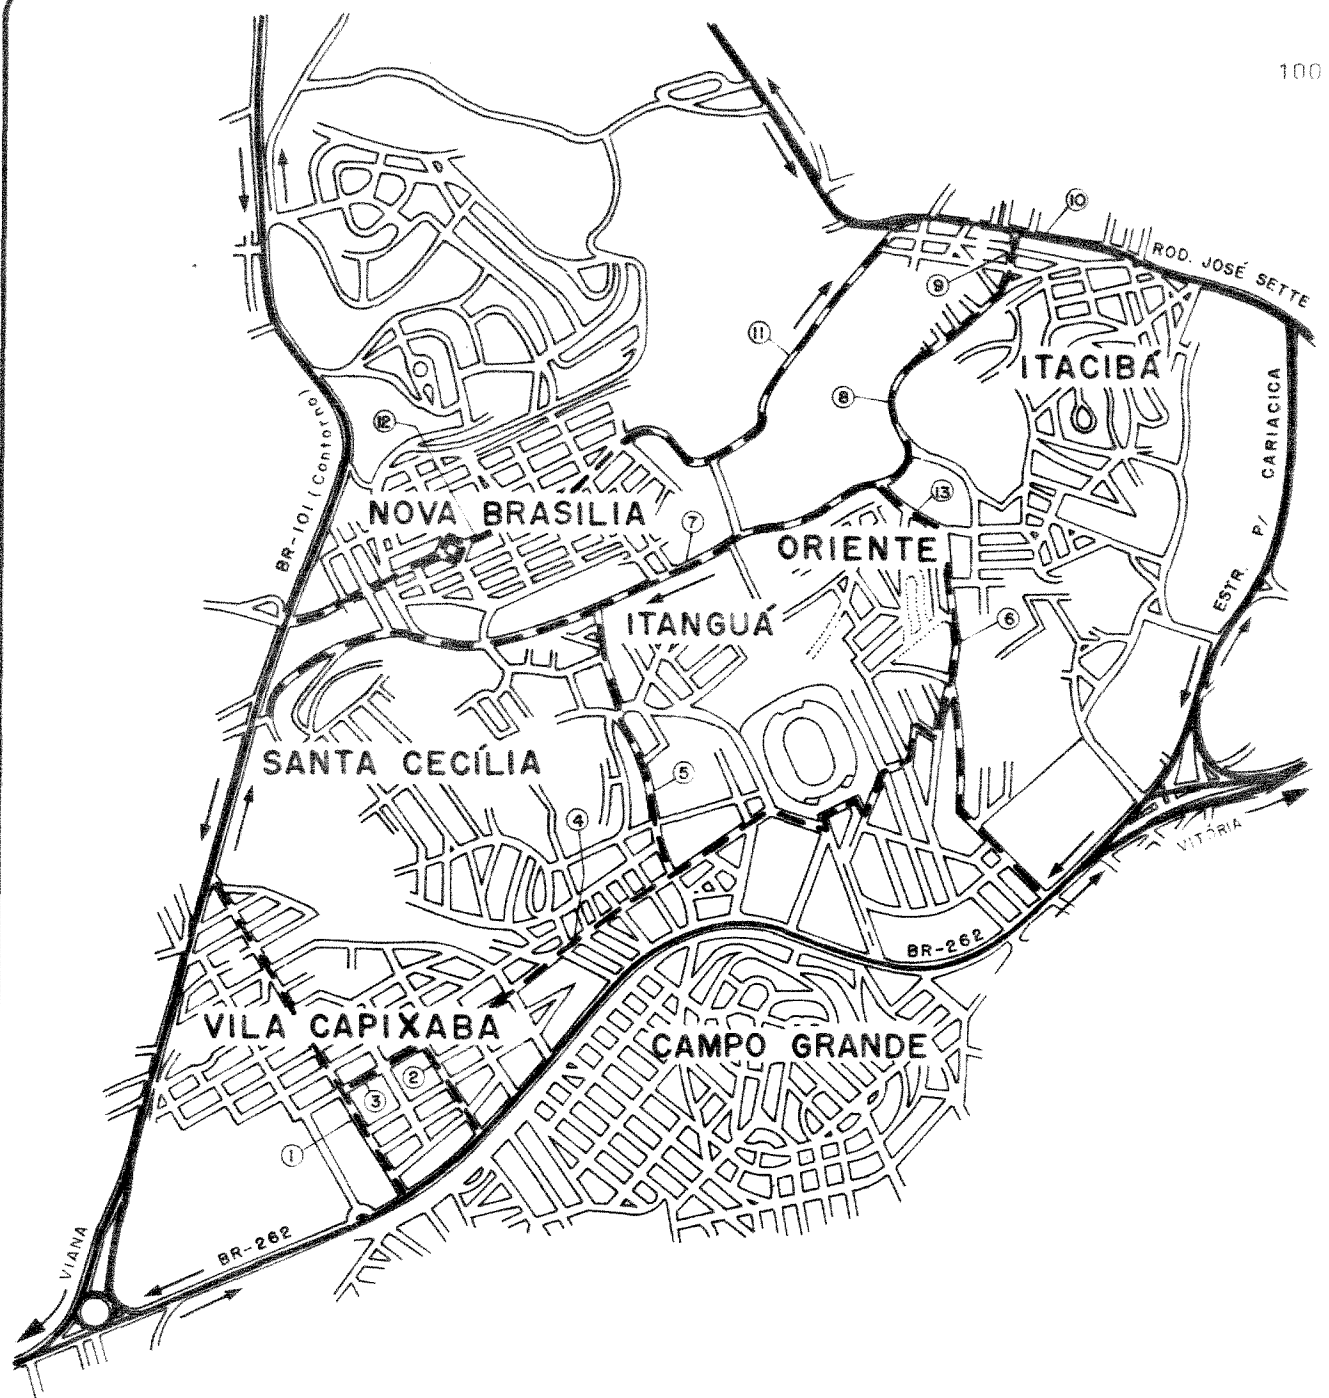 100
10
ROD. JOSÉ SETTE
9
11
ITACIBÁ
8
12
BR-101 (Contorno)
ESTR. P/ CARIACICA
13
NOVA BRASILIA
7
ORIENTE
6
ITANGUÁ
SANTA CECÍLIA
5
4
VITÓRIA
BR-262
VILA CAPIXABA
CAMPO GRANDE
2
3
1
VIANA
BR-262